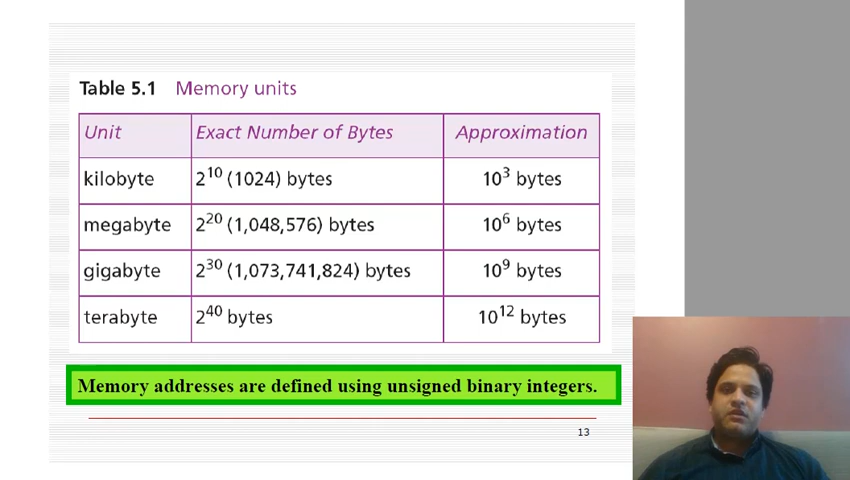 Table 5.1 Memory units
Unit Exact Number of Bytes Approximation
kilobyte 2¹⁰ (1024) bytes 10³ bytes
megabyte 2²⁰ (1,048,576) bytes 10⁶ bytes
gigabyte 2³⁰ (1,073,741,824) bytes 10⁹ bytes
terabyte 2⁴⁰ bytes 10¹² bytes
Memory addresses are defined using unsigned binary integers.
13